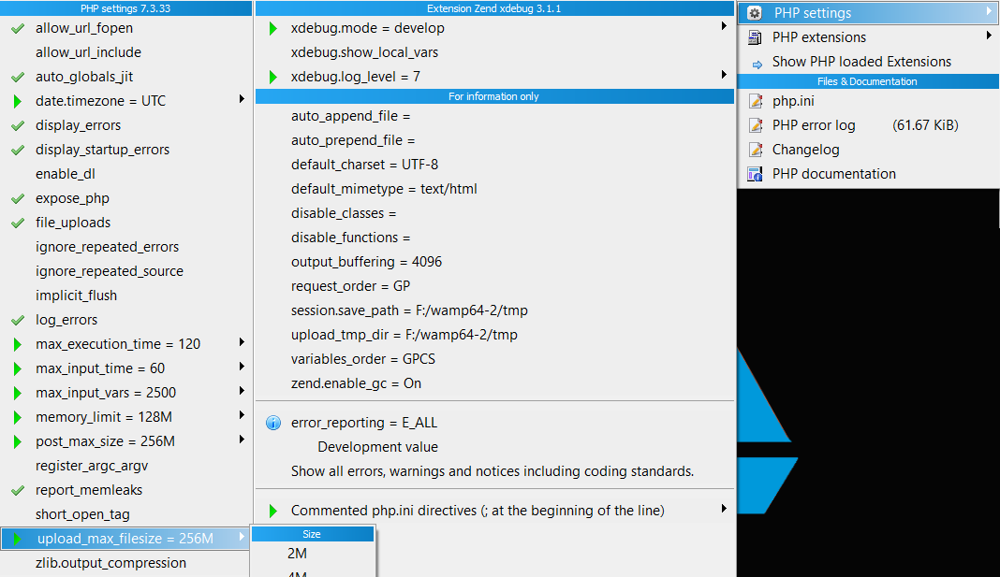 PHP settings 7.3.33
allow_url_fopen
allow_url_include
auto_globals_jit
date.timezone = UTC
display_errors
display_startup_errors
enable_dl
expose_php
file_uploads
ignore_repeated_errors
ignore_repeated_source
implicit_flush
log_errors
max_execution_time = 120
max_input_time = 60
max_input_vars = 2500
memory_limit = 128M
post_max_size = 256M
register_argc_argv
report_memleaks
short_open_tag
upload_max_filesize = 256M
zlib.output_compression
Extension Zend xdebug 3.1.1
xdebug.mode = develop
xdebug.show_local_vars
xdebug.log_level = 7
For information only
auto_append_file =
auto_prepend_file =
default_charset = UTF-8
default_mimetype = text/html
disable_classes =
disable_functions =
output_buffering = 4096
request_order = GP
session.save_path = F:/wamp64-2/tmp
upload_tmp_dir = F:/wamp64-2/tmp
variables_order = GPCS
zend.enable_gc = On
error_reporting = E_ALL
Development value
Show all errors, warnings and notices including coding standards.
Commented php.ini directives (; at the beginning of the line)
Size
2M
4M
PHP settings
PHP extensions
Show PHP loaded Extensions
Files & Documentation
php.ini
PHP error log (61.67 KiB)
Changelog
PHP documentation